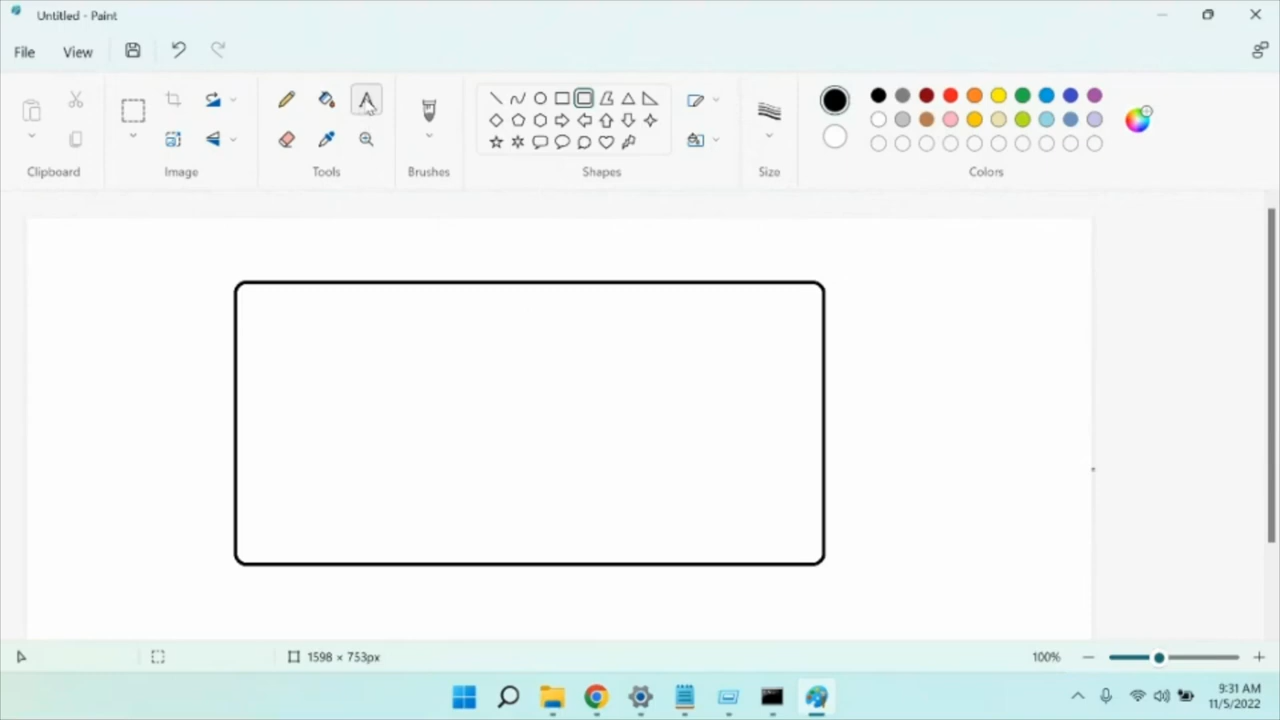 Untitled - Paint
File View
Clipboard Image Tools Brushes Shapes Size Colors
1598 × 753px 100%
9:31 AM
11/5/2022